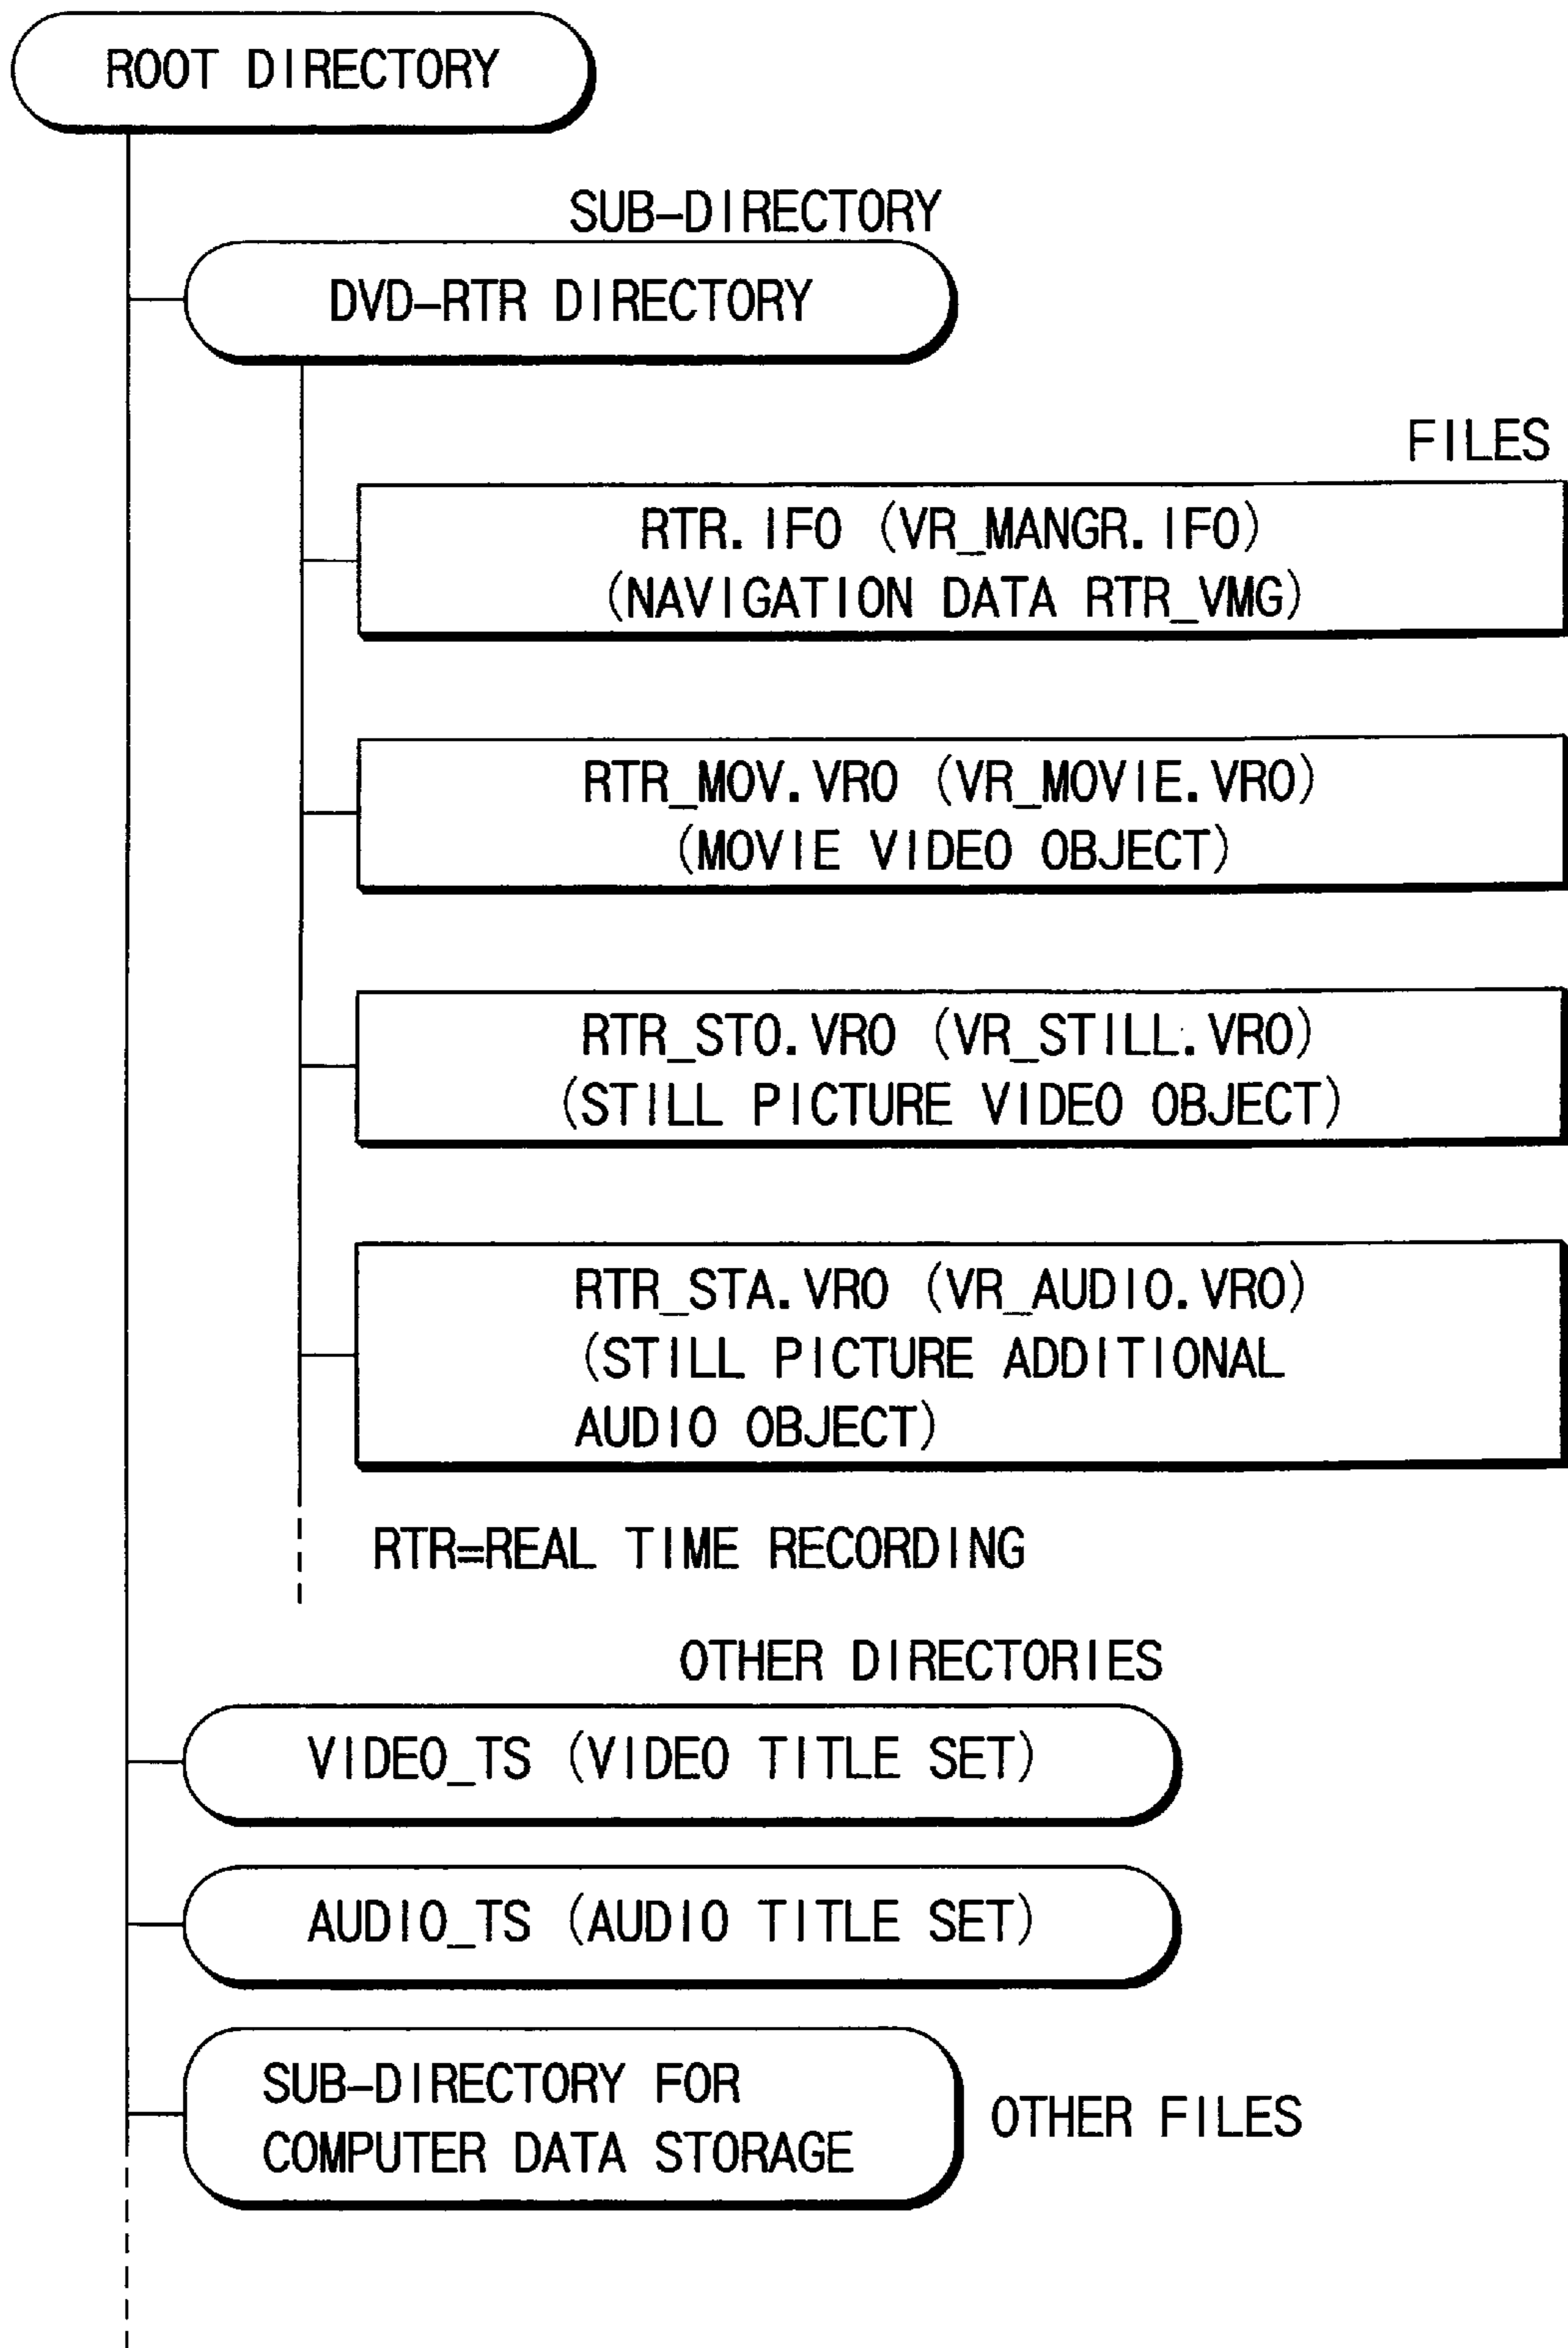 ROOT DIRECTORY
SUB-DIRECTORY
DVD-RTR DIRECTORY
FILES
RTR.IFO (VR_MANGR.IFO)
(NAVIGATION DATA RTR_VMG)
RTR_MOV.VRO (VR_MOVIE.VRO)
(MOVIE VIDEO OBJECT)
RTR_STO.VRO (VR_STILL.VRO)
(STILL PICTURE VIDEO OBJECT)
RTR_STA.VRO (VR_AUDIO.VRO)
(STILL PICTURE ADDITIONAL
AUDIO OBJECT)
RTR=REAL TIME RECORDING
OTHER DIRECTORIES
VIDEO_TS (VIDEO TITLE SET)
AUDIO_TS (AUDIO TITLE SET)
SUB-DIRECTORY FOR
COMPUTER DATA STORAGE
OTHER FILES